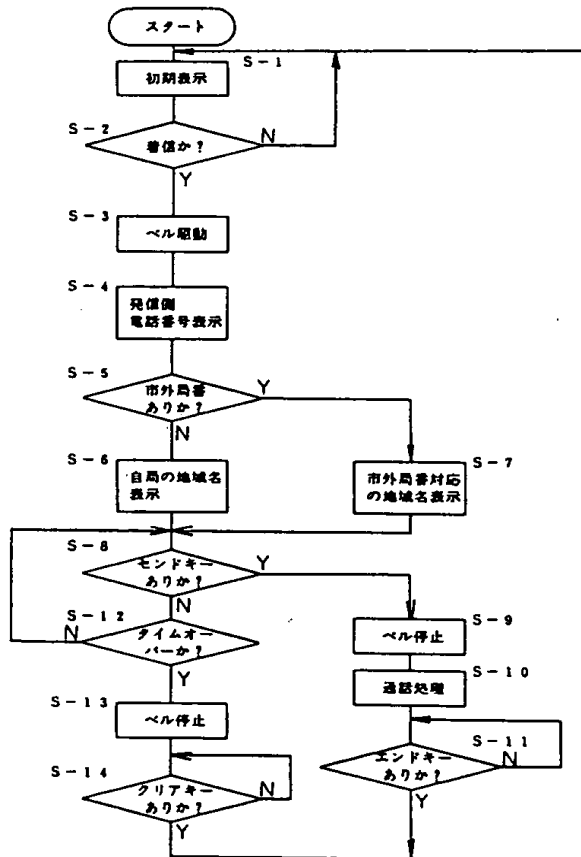 スタート
S-1
初期表示
S-2
着信か?
N
Y
S-3
ベル駆動
S-4
発信側
電話番号表示
S-5
市外局番
ありか?
Y
N
S-6
自局の地域名
表示
S-7
市外局番対応
の地域名表示
S-8
センドキー
ありか?
Y
N
S-12
タイムオー
バーか?
N
Y
S-9
ベル停止
S-10
通話処理
S-13
ベル停止
S-11
エンドキー
ありか?
N
Y
S-14
クリアキー
ありか?
N
Y